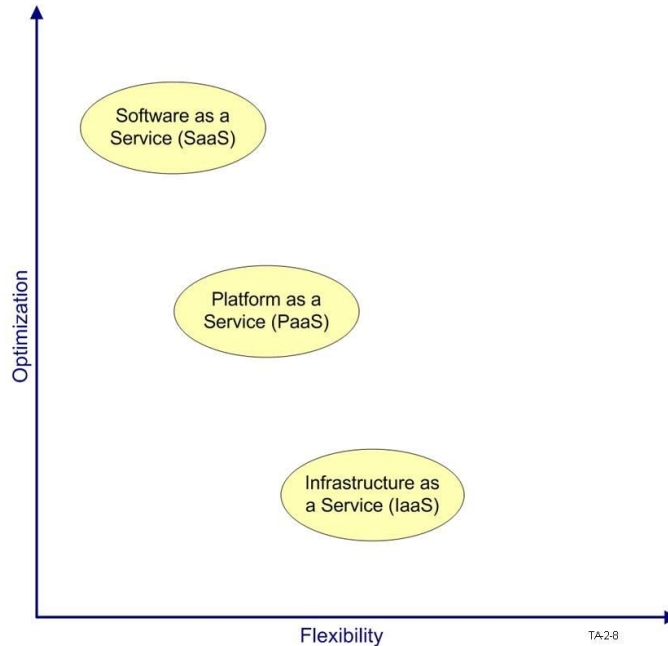 Software as a
Service (SaaS)
Platform as a
Service (PaaS)
Optimization
Infrastructure as
a Service (IaaS)
Flexibility
TA-2-8